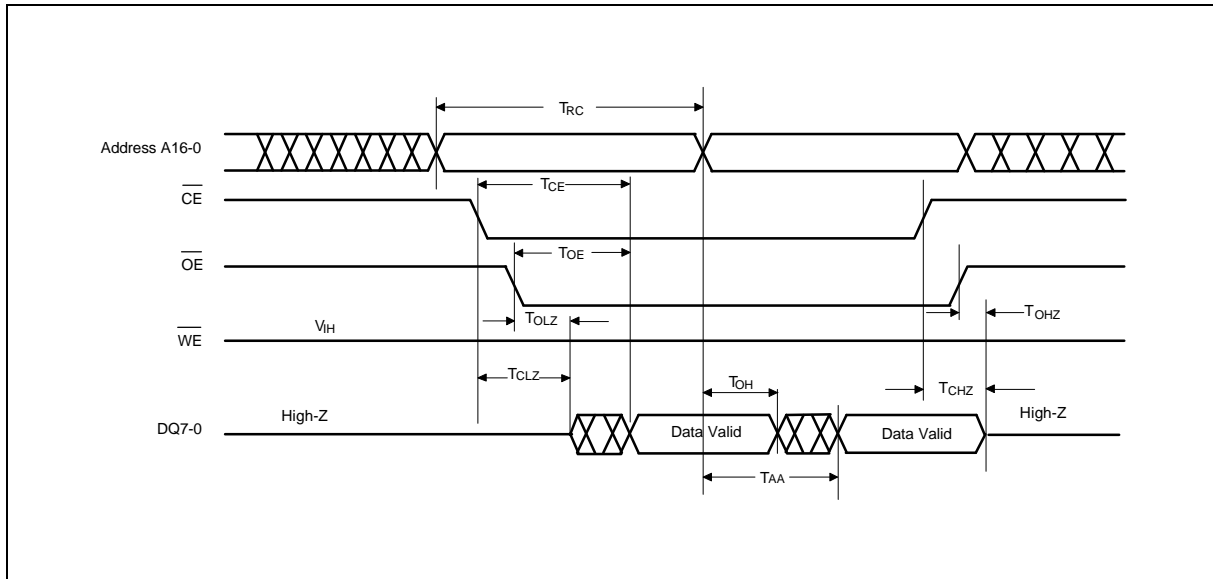 TRC
Address A16-0
TCE
CE
TOE
OE
TOLZ
TOHZ
VIH
WE
TCLZ
TOH
TCHZ
High-Z
High-Z
DQ7-0
Data Valid
Data Valid
TAA